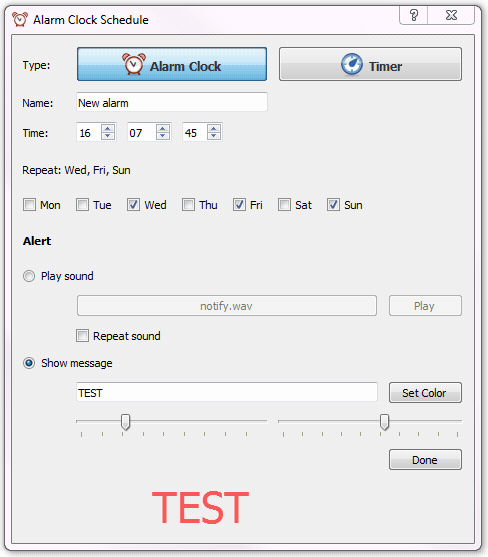 Alarm Clock Schedule ?
Type: Alarm Clock Timer
Name: New alarm
Time: 16 07 45
Repeat: Wed, Fri, Sun
Mon Tue Wed Thu Fri Sat Sun
Alert
Play sound
notify.wav Play
Repeat sound
Show message
TEST Set Color
Done
TEST